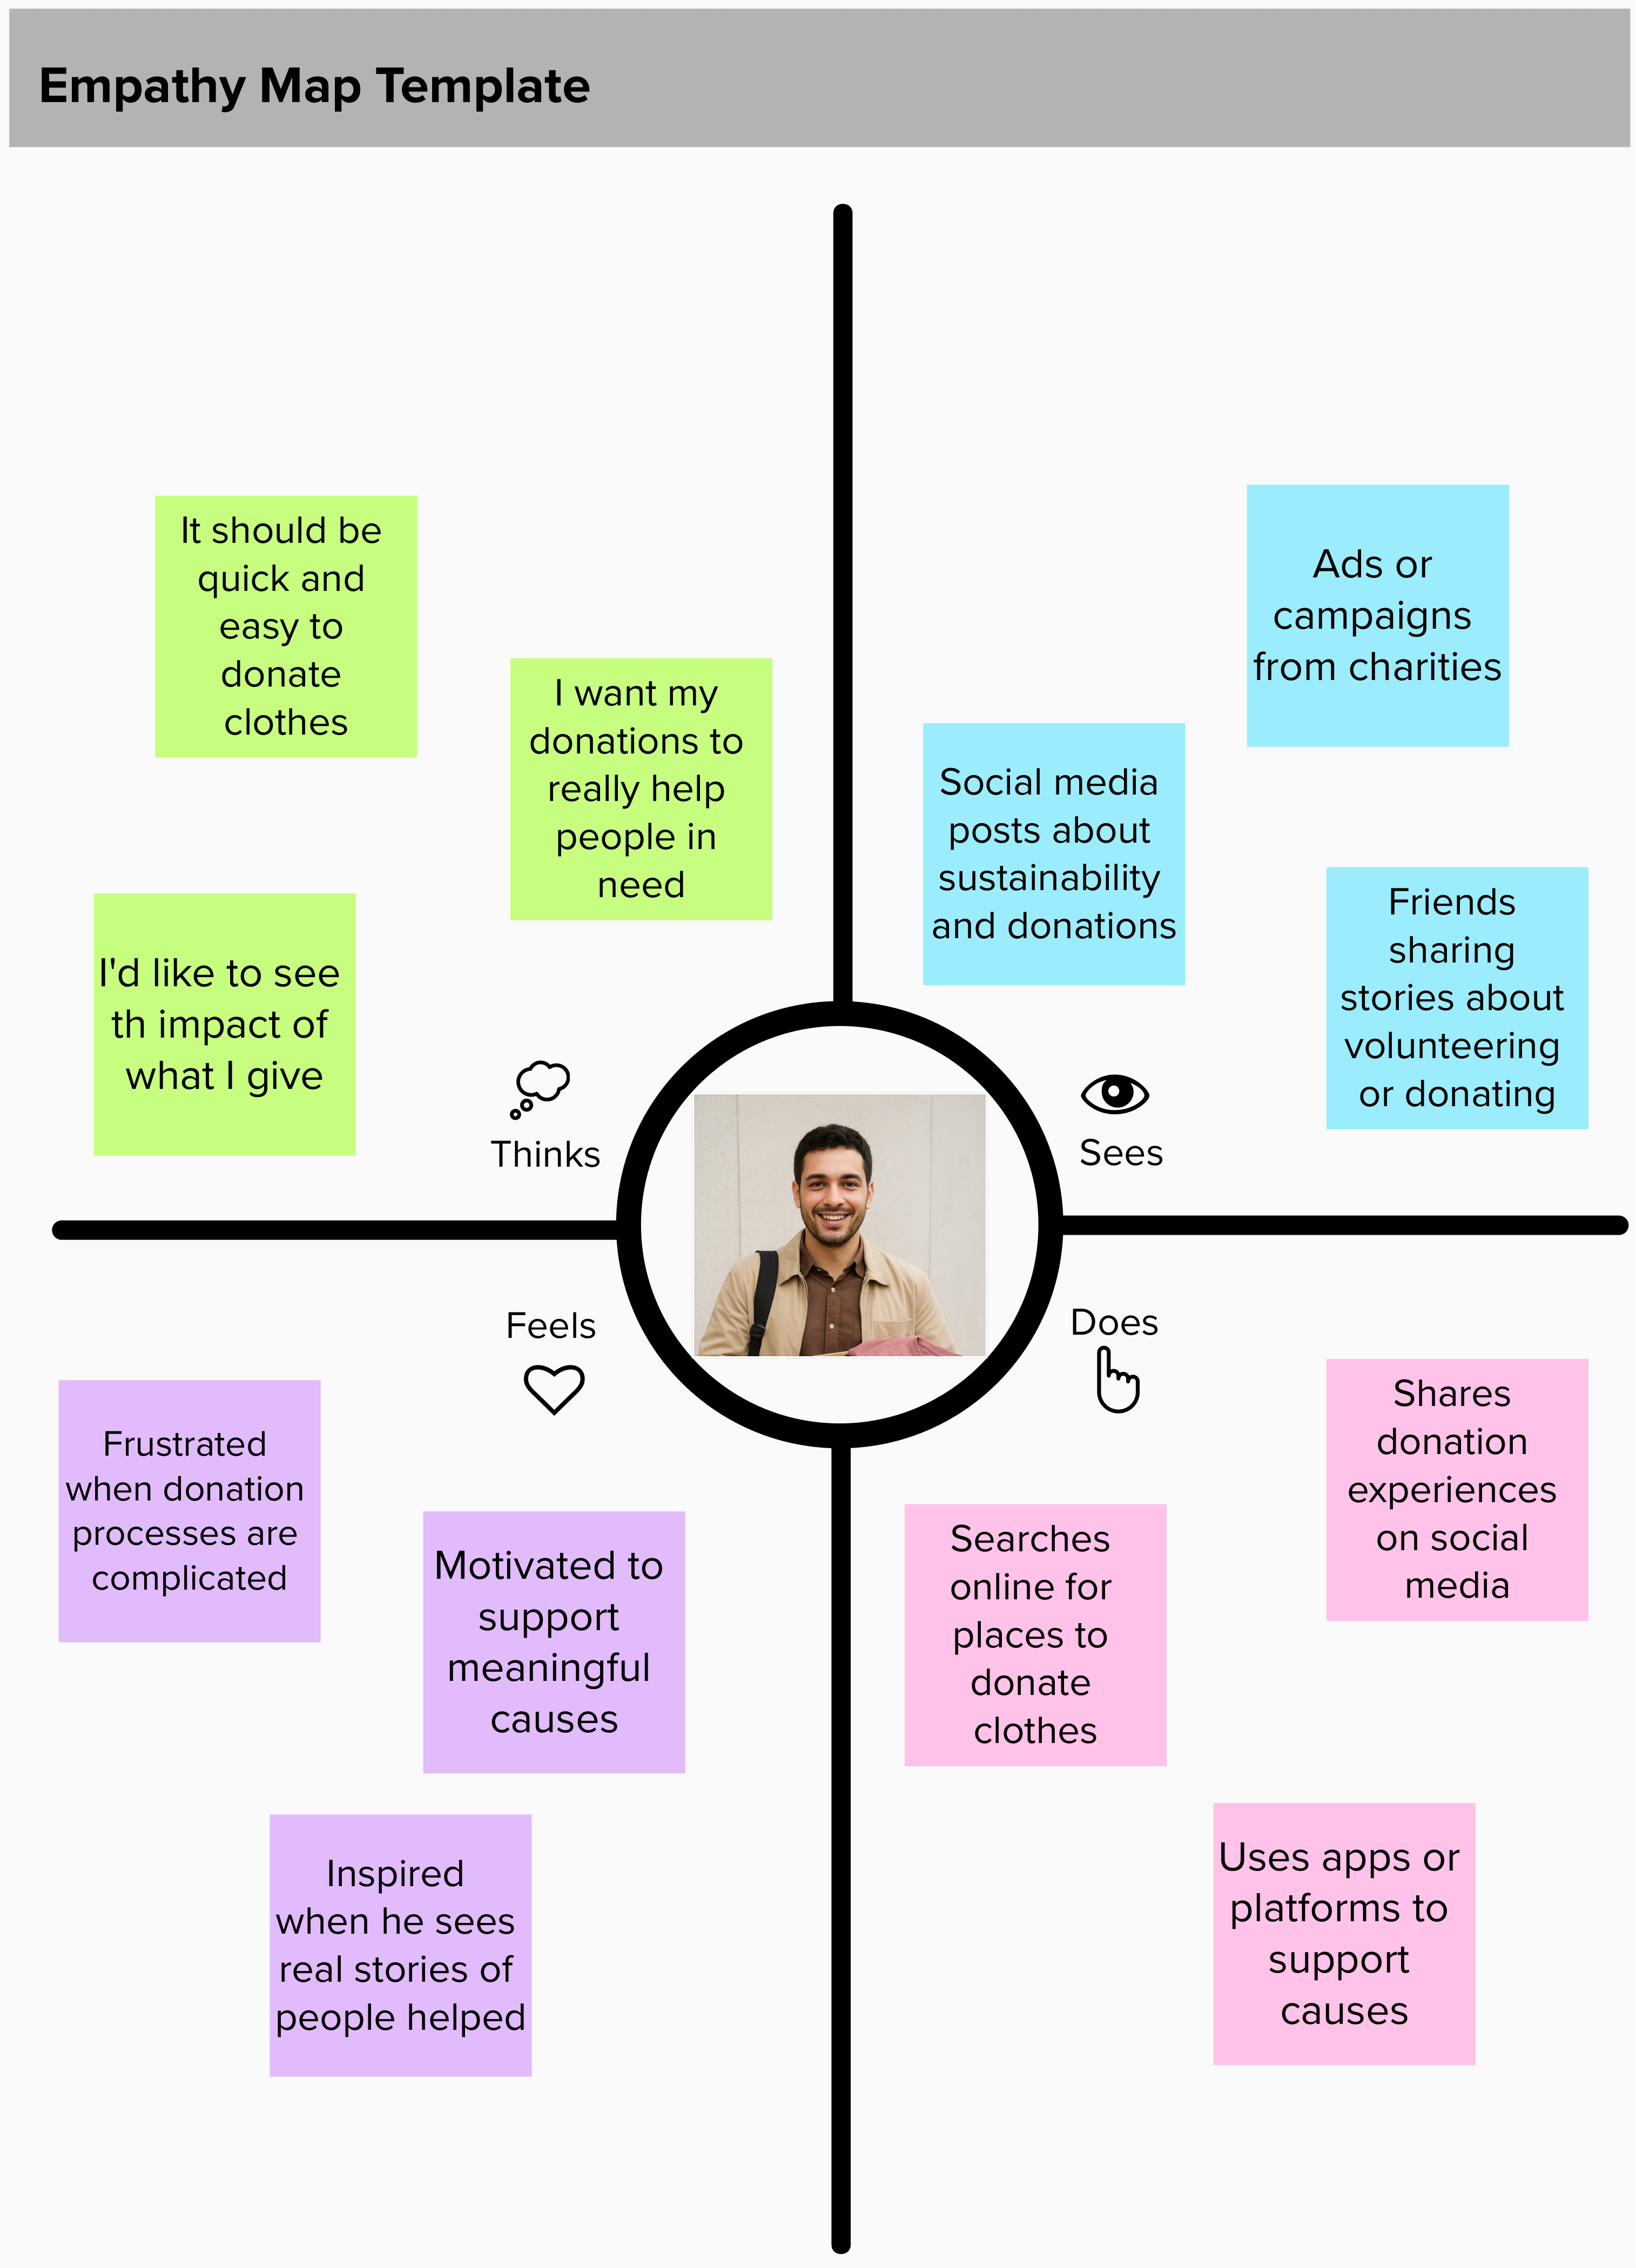 Empathy Map Template
It should be
quick and
easy to
donate
clothes
I want my
donations to
really help
people in
need
I'd like to see
th impact of
what I give
Thinks
Ads or
campaigns
from charities
Social media
posts about
sustainability
and donations
Friends
sharing
stories about
volunteering
or donating
Sees
Feels
Frustrated
when donation
processes are
complicated
Motivated to
support
meaningful
causes
Inspired
when he sees
real stories of
people helped
Does
Shares
donation
experiences
on social
media
Searches
online for
places to
donate
clothes
Uses apps or
platforms to
support
causes